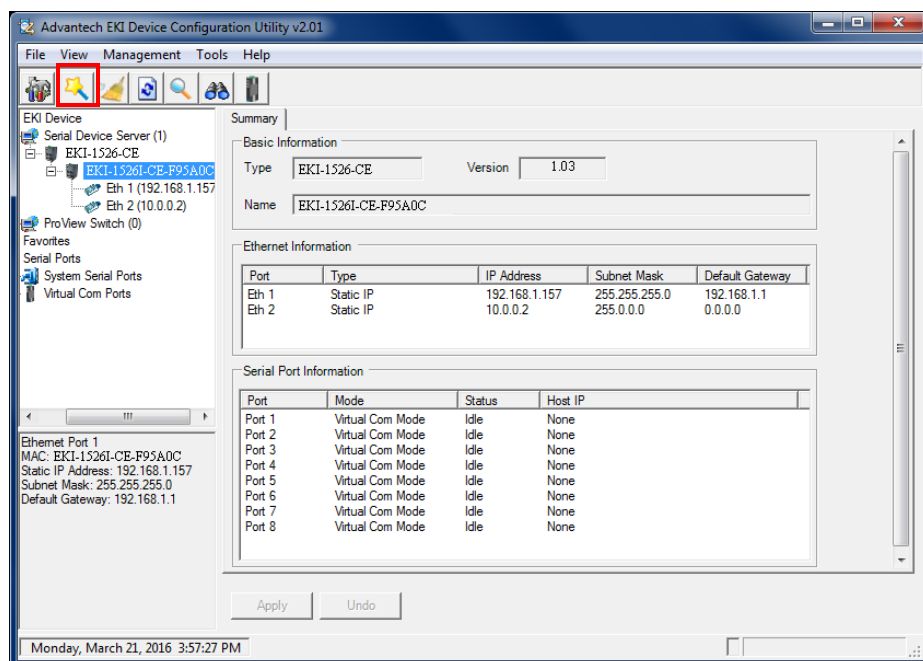 Advantech EKI Device Configuration Utility v2.01
File View Management Tools Help
EKI Device
Serial Device Server (1)
EKI-1526-CE
EKI-1526I-CE-F95A0C
Eth 1 (192.168.1.157
Eth 2 (10.0.0.2)
ProView Switch (0)
Favorites
Serial Ports
System Serial Ports
Virtual Com Ports
Ethernet Port 1
MAC: EKI-1526I-CE-F95A0C
Static IP Address: 192.168.1.157
Subnet Mask: 255.255.255.0
Default Gateway: 192.168.1.1
Summary
Basic Information
Type EKI-1526-CE Version 1.03
Name EKI-1526I-CE-F95A0C
Ethernet Information
Port Type IP Address Subnet Mask Default Gateway
Eth 1 Static IP 192.168.1.157 255.255.255.0 192.168.1.1
Eth 2 Static IP 10.0.0.2 255.0.0.0 0.0.0.0
Serial Port Information
Port Mode Status Host IP
Port 1 Virtual Com Mode Idle None
Port 2 Virtual Com Mode Idle None
Port 3 Virtual Com Mode Idle None
Port 4 Virtual Com Mode Idle None
Port 5 Virtual Com Mode Idle None
Port 6 Virtual Com Mode Idle None
Port 7 Virtual Com Mode Idle None
Port 8 Virtual Com Mode Idle None
Apply Undo
Monday, March 21, 2016 3:57:27 PM